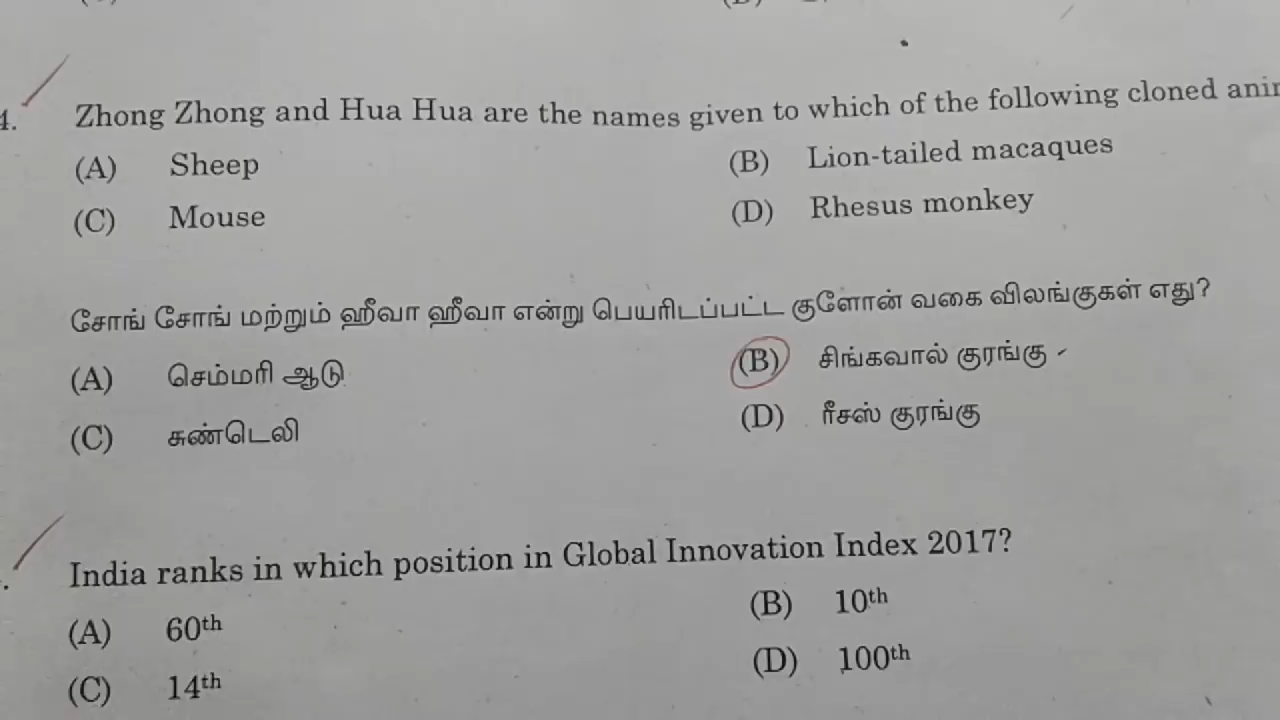 4. Zhong Zhong and Hua Hua are the names given to which of the following cloned
(A) Sheep (B) Lion-tailed macaques
(C) Mouse (D) Rhesus monkey
சோங் சோங் மற்றும் ஹீவா ஹீவா என்று பெயரிடப்பட்ட குளோன் வகை விலங்குகள் எது?
(A) செம்மரி ஆடு (B) சிங்கவால் குரங்கு
(C) சுண்டெலி (D) ரீசஸ் குரங்கு
India ranks in which position in Global Innovation Index 2017?
(A) 60th (B) 10th
(C) 14th (D) 100th